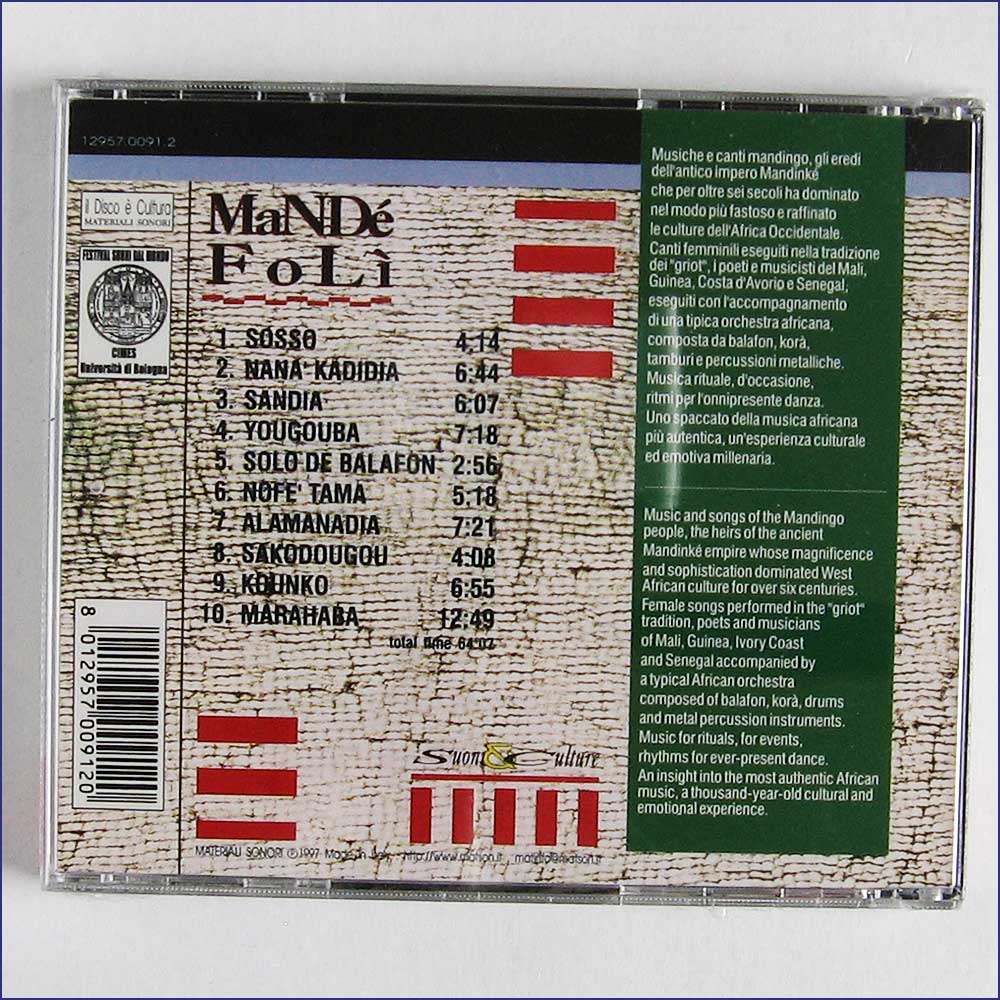 12957.0091.2
il Disco è Cultura
MATERIALI SONORI
FESTIVAL SUONI DAL MONDO
CIMES
Università di Bologna
MaNDé
FoLì
1. SOSSO 4,14
2. NANA' KADIDIA 6:44
3. SANDIA 6:07
4. YOUGOUBA 7:18
5. SOLO DE BALAFON 2:56
6. NOFE' TAMA 5,18
7. ALAMANADIA 7:21
8. SAKODOUGOU 4:08
9. KOUNKO 6:55
10. MARAHABA 12:49
total time 64:07
8 012957 009120
Suoni & Culture
MATERIALI SONORI ©1997 Made in Italy http://www.matson.it
Musiche e canti mandingo, gli eredi
dell'antico impero Mandinké
che per oltre sei secoli ha dominato
nel modo più fastoso e raffinato
le culture dell'Africa Occidentale.
Canti femminili eseguiti nella tradizione
dei "griot", i poeti e musicisti del Mali,
Guinea, Costa d'Avorio e Senegal,
eseguiti con l'accompagnamento
di una tipica orchestra africana,
composta da balafon, korà,
tamburi e percussioni metalliche.
Musica rituale, d'occasione,
ritmi per l'onnipresente danza.
Uno spaccato della musica africana
più autentica, un'esperienza culturale
ed emotiva millenaria.
Music and songs of the Mandingo
people, the heirs of the ancient
Mandinké empire whose magnificence
and sophistication dominated West
African culture for over six centuries.
Female songs performed in the "griot"
tradition, poets and musicians
of Mali, Guinea, Ivory Coast
and Senegal accompanied by
a typical African orchestra
composed of balafon, korà, drums
and metal percussion instruments.
Music for rituals, for events,
rhythms for ever-present dance.
An insight into the most authentic African
music, a thousand-year-old cultural and
emotional experience.